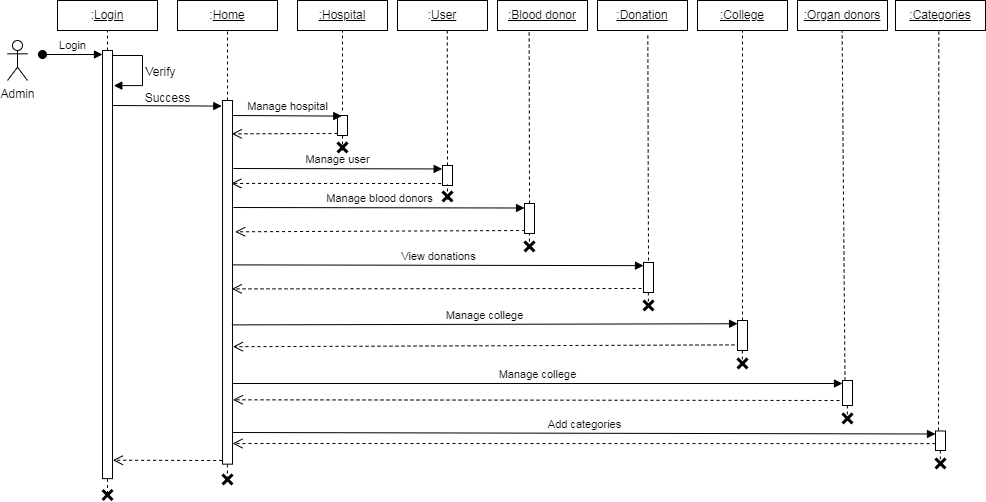 :Login
:Home
:Hospital
:User
:Blood donor
:Donation
:College
:Organ donors
:Categories
Login
Verify
Admin
Success
Manage hospital
Manage user
Manage blood donors
View donations
Manage college
Manage college
Add categories